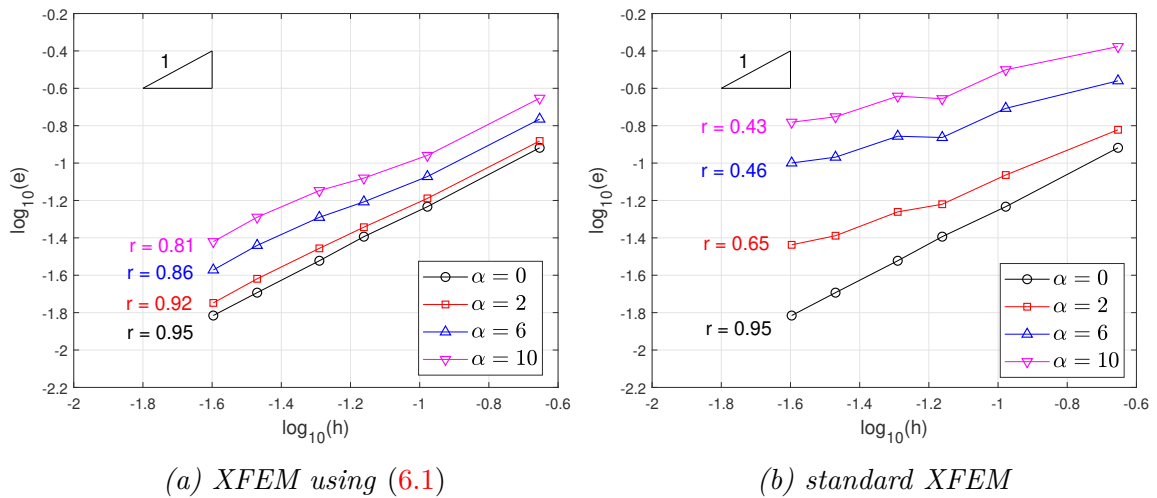 -0.2
-0.4
-0.6
-0.8
-1
-1.2
-1.4
-1.6
-1.8
-2
-2.2
log10(e)
1
r = 0.81
r = 0.86
r = 0.92
r = 0.95
α = 0
α = 2
α = 6
α = 10
-2 -1.8 -1.6 -1.4 -1.2 -1 -0.8 -0.6
log10(h)
(a) XFEM using (6.1)
-0.2
-0.4
-0.6
-0.8
-1
-1.2
-1.4
-1.6
-1.8
-2
-2.2
log10(e)
1
r = 0.43
r = 0.46
r = 0.65
r = 0.95
α = 0
α = 2
α = 6
α = 10
-2 -1.8 -1.6 -1.4 -1.2 -1 -0.8 -0.6
log10(h)
(b) standard XFEM